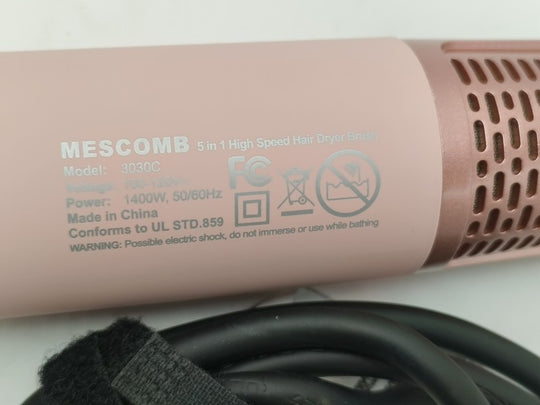 MESCOMB 5 in 1 High Speed Hair Dryer Brush
Model: 3030C
Voltage:
Power: 1400W, 50/60Hz
Made in China
Conforms to UL STD.859
WARNING: Possible electric shock, do not immerse or use while bathing
FC